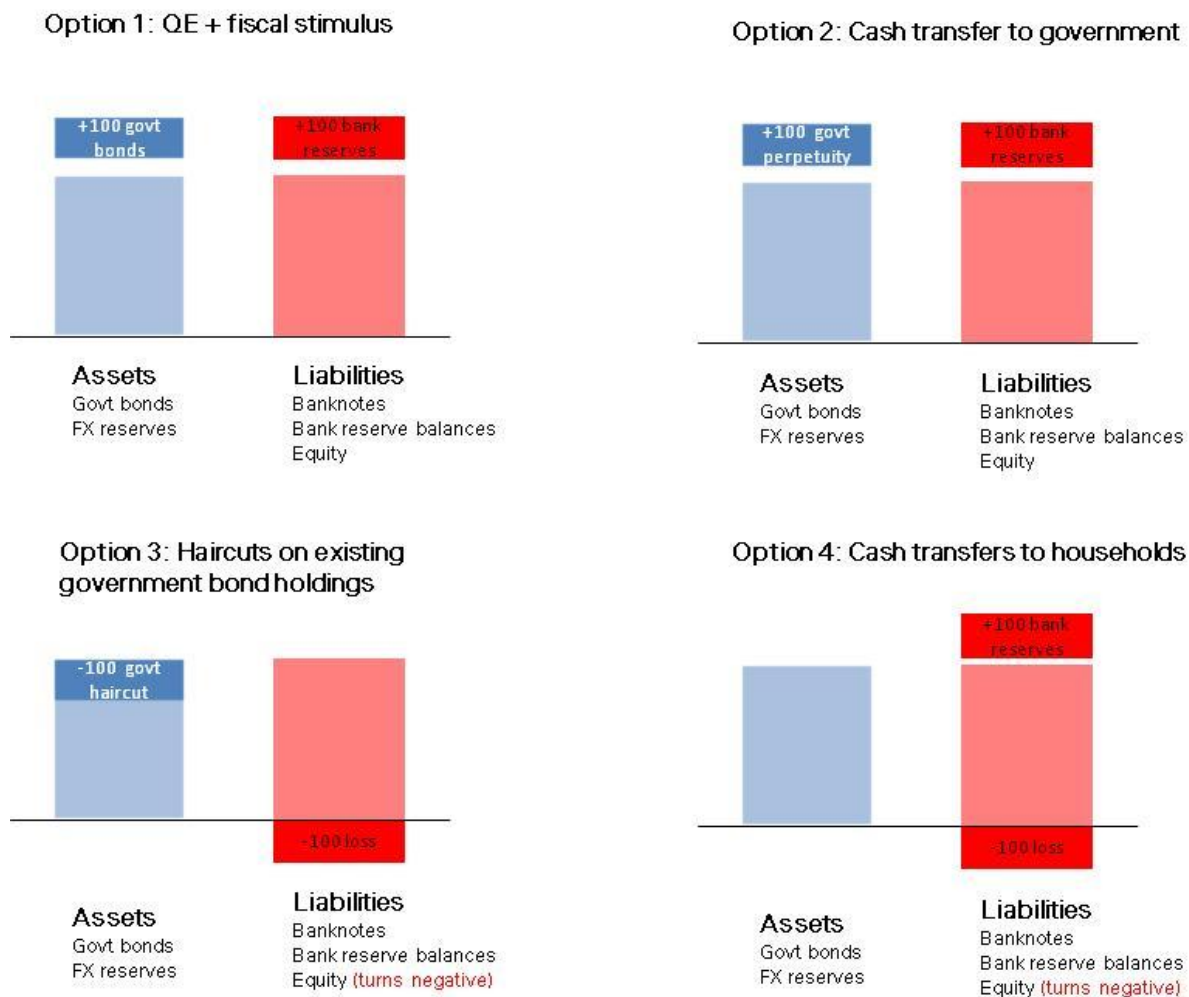 Option 1: QE + fiscal stimulus
+100 govt
bonds
+100 bank
reserves
Assets
Govt bonds
FX reserves
Liabilities
Banknotes
Bank reserve balances
Equity
Option 2: Cash transfer to government
+100 govt
perpetuity
+100 bank
reserves
Assets
Govt bonds
FX reserves
Liabilities
Banknotes
Bank reserve balances
Equity
Option 3: Haircuts on existing
government bond holdings
-100 govt
haircut
-100 loss
Assets
Govt bonds
FX reserves
Liabilities
Banknotes
Bank reserve balances
Equity (turns negative)
Option 4: Cash transfers to households
+100 bank
reserves
-100 loss
Assets
Govt bonds
FX reserves
Liabilities
Banknotes
Bank reserve balances
Equity (turns negative)